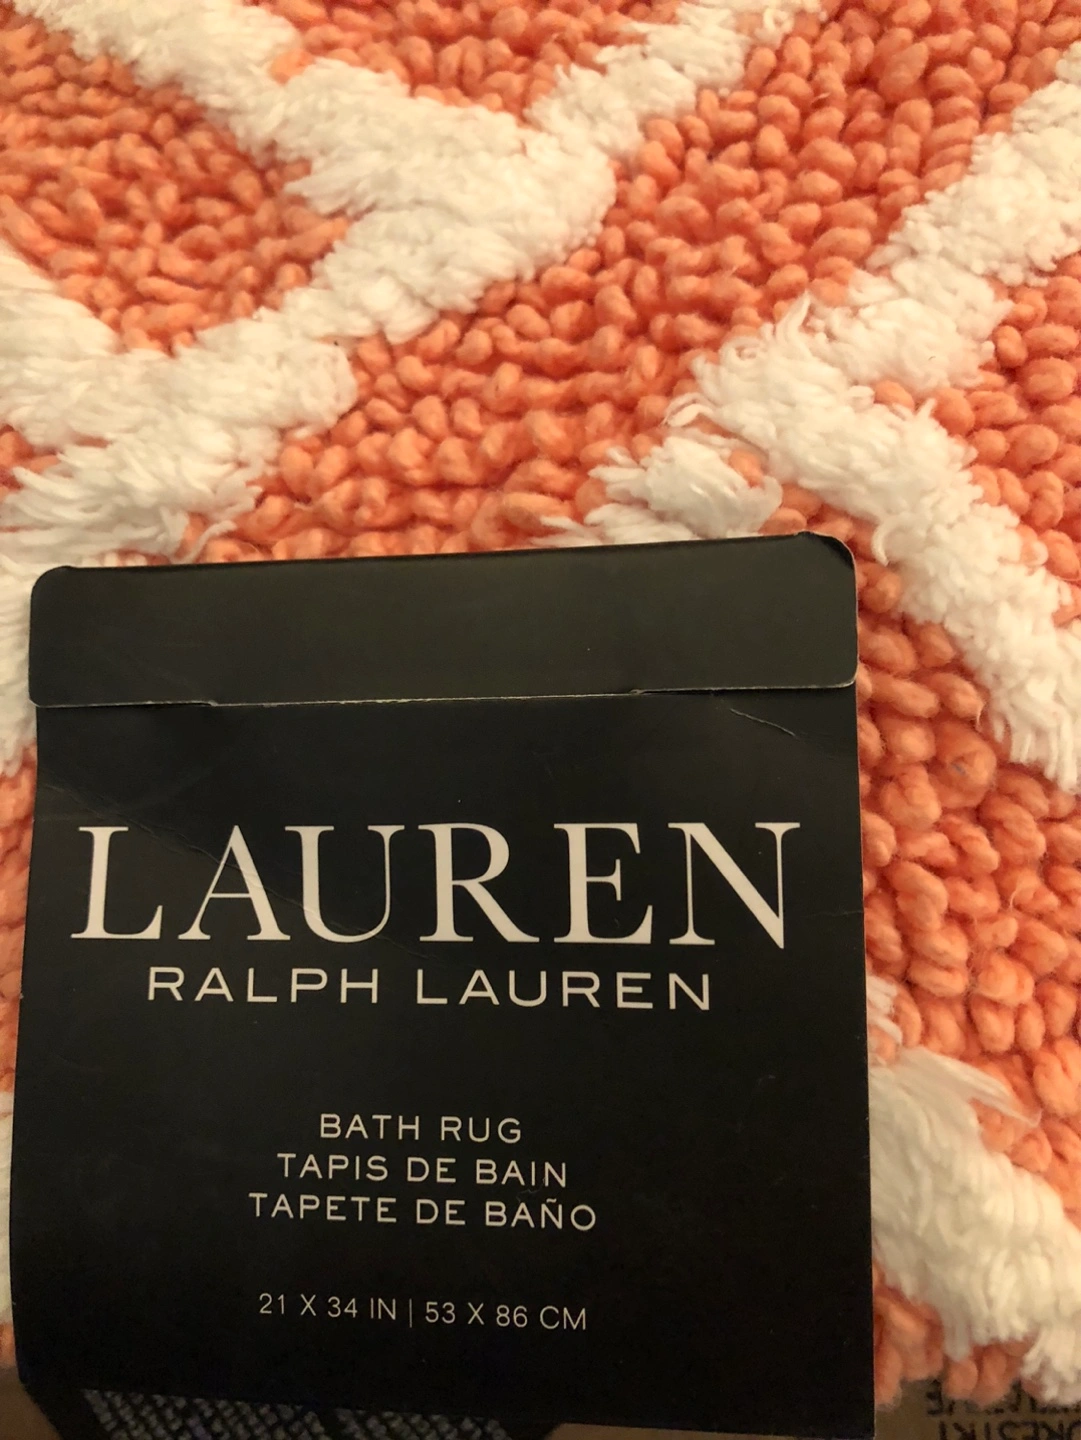 LAUREN
RALPH LAUREN
BATH RUG
TAPIS DE BAIN
TAPETE DE BAÑO
21 X 34 IN | 53 X 86 CM